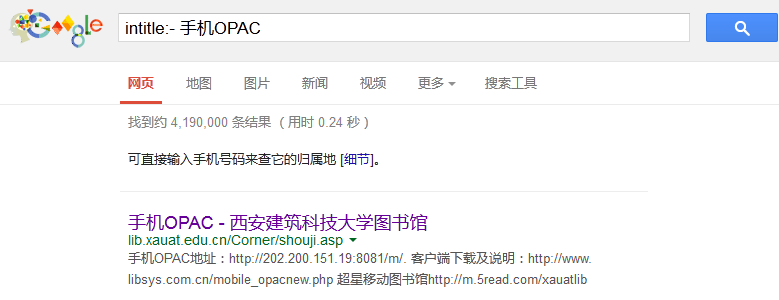 Google
intitle:- 手机OPAC
网页 地图 图片 新闻 视频 更多 搜索工具
找到约 4,190,000 条结果 （用时 0.24 秒）
可直接输入手机号码来查它的归属地 [细节]。
手机OPAC - 西安建筑科技大学图书馆
lib.xauat.edu.cn/Corner/shouji.asp
手机OPAC地址：http://202.200.151.19:8081/m/. 客户端下载及说明：http://www.
libsys.com.cn/mobile_opacnew.php 超星移动图书馆http://m.5read.com/xauatlib